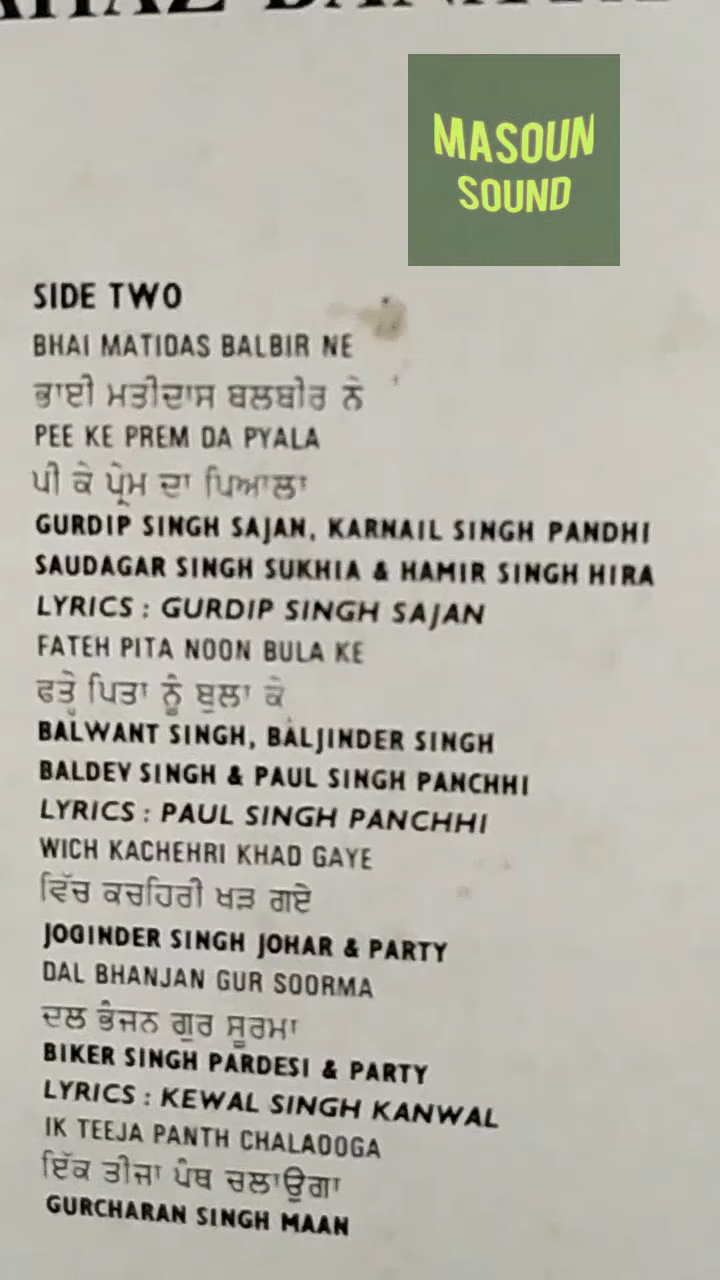 MASOUN
SOUND
SIDE TWO
BHAI MATIDAS BALBIR NE
ਭਾਈ ਮਤੀਦਾਸ ਬਲਬੀਰ ਨੇ
PEE KE PREM DA PYALA
ਪੀ ਕੇ ਪ੍ਰੇਮ ਦਾ ਪਿਆਲਾ
GURDIP SINGH SAJAN, KARNAIL SINGH PANDHI
SAUDAGAR SINGH SUKHIA & HAMIR SINGH HIRA
LYRICS : GURDIP SINGH SAJAN
FATEH PITA NOON BULA KE
ਫਤ੍ਹੇ ਪਿਤਾ ਨੂੰ ਬੁਲਾ ਕੇ
BALWANT SINGH, BALJINDER SINGH
BALDEV SINGH & PAUL SINGH PANCHHI
LYRICS : PAUL SINGH PANCHHI
WICH KACHEHRI KHAD GAYE
ਵਿੱਚ ਕਚਹਿਰੀ ਖੜ ਗਏ
JOGINDER SINGH JOHAR & PARTY
DAL BHANJAN GUR SOORMA
ਦਲ ਭੰਜਨ ਗੁਰ ਸੂਰਮਾ
BIKER SINGH PARDESI & PARTY
LYRICS : KEWAL SINGH KANWAL
IK TEEJA PANTH CHALAOOGA
ਇੱਕ ਤੀਜਾ ਪੰਥ ਚਲਾਊਗਾ
GURCHARAN SINGH MAAN